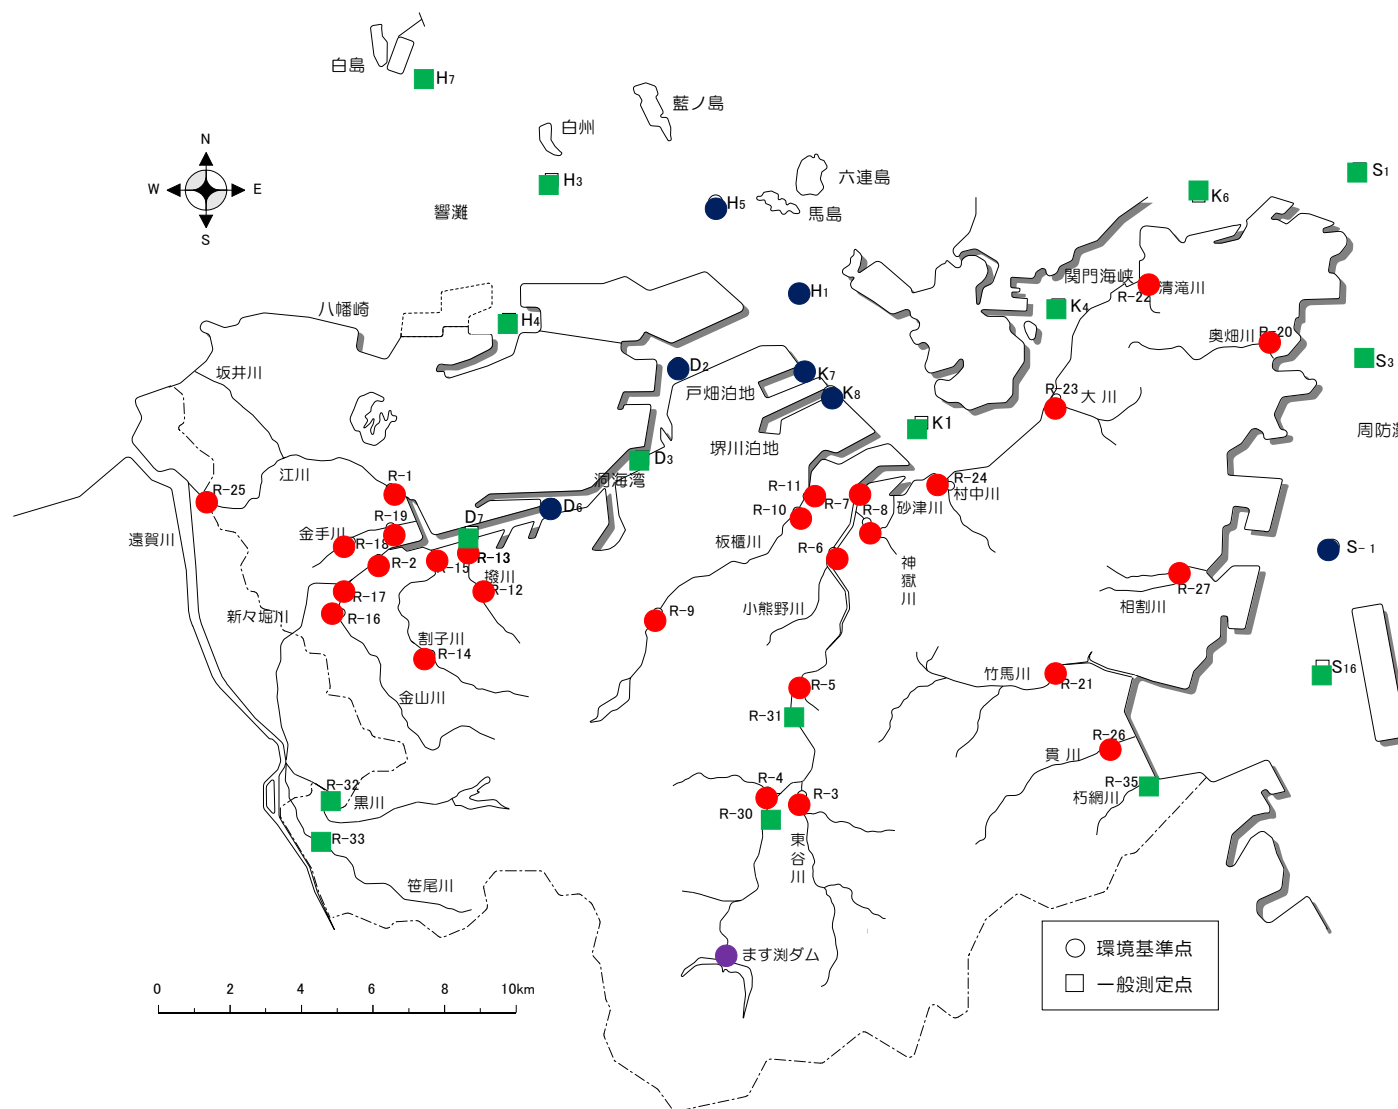 白島
H7
藍ノ島
白州
H3
六連島
馬島
H5
響灘
N
W
E
S
S1
K6
関門海峡
R-22
清滝川
H1
K4
八幡崎
H4
奥畑川
R-20
S3
D2
K7
戸畑泊地
K8
坂井川
R-23
大 川
K1
堺川泊地
周防灘
D3
洞海湾
江川
R-1
R-25
R-11
R-7
R-24
村中川
R-10
R-8
砂津川
D6
D7
R-19
金手川
R-18
遠賀川
板櫃川
R-6
神嶽川
S-1
R-2
R-15
R-13
撥川
R-12
R-27
相割川
R-17
新々堀川
R-16
小熊野川
R-9
割子川
R-14
竹馬川
R-21
S16
R-5
金山川
R-31
R-26
貫 川
R-35
朽網川
R-32
黒川
R-4
R-3
R-30
R-33
東谷川
笹尾川
ます渕ダム
環境基準点
一般測定点
0
2
4
6
8
10km